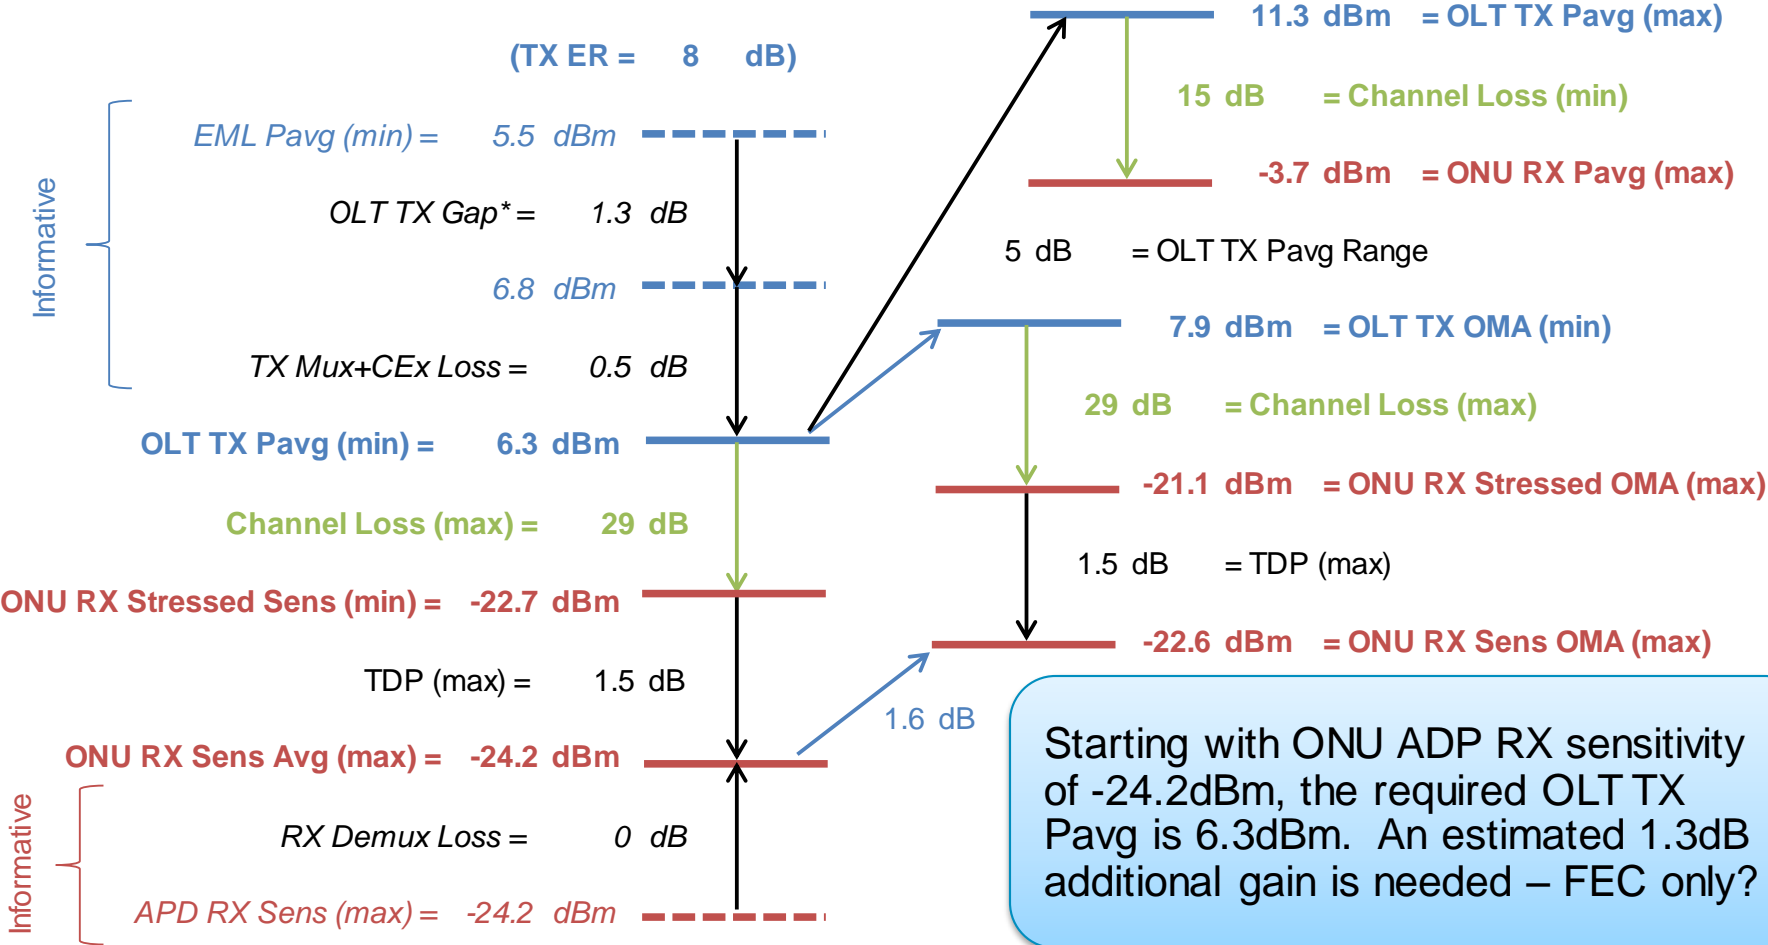 (TX ER = 8 dB)
Informative
EML Pavg (min) = 5.5 dBm
OLT TX Gap* = 1.3 dB
6.8 dBm
TX Mux+CEx Loss = 0.5 dB
OLT TX Pavg (min) = 6.3 dBm
Channel Loss (max) = 29 dB
ONU RX Stressed Sens (min) = -22.7 dBm
TDP (max) = 1.5 dB
ONU RX Sens Avg (max) = -24.2 dBm
Informative
RX Demux Loss = 0 dB
APD RX Sens (max) = -24.2 dBm
11.3 dBm = OLT TX Pavg (max)
15 dB = Channel Loss (min)
-3.7 dBm = ONU RX Pavg (max)
5 dB = OLT TX Pavg Range
7.9 dBm = OLT TX OMA (min)
29 dB = Channel Loss (max)
-21.1 dBm = ONU RX Stressed OMA (max)
1.5 dB = TDP (max)
-22.6 dBm = ONU RX Sens OMA (max)
1.6 dB
Starting with ONU ADP RX sensitivity
of -24.2dBm, the required OLT TX
Pavg is 6.3dBm. An estimated 1.3dB
additional gain is needed – FEC only?